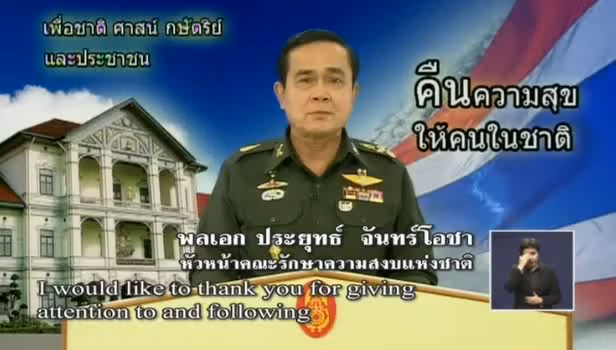 เพื่อชาติ ศาสน์ กษัตริย์
และประชาชน
คืนความสุข
ให้คนในชาติ
พลเอก ประยุทธ์ จันทร์โอชา
หัวหน้าคณะรักษาความสงบแห่งชาติ
I would like to thank you for giving
attention to and following